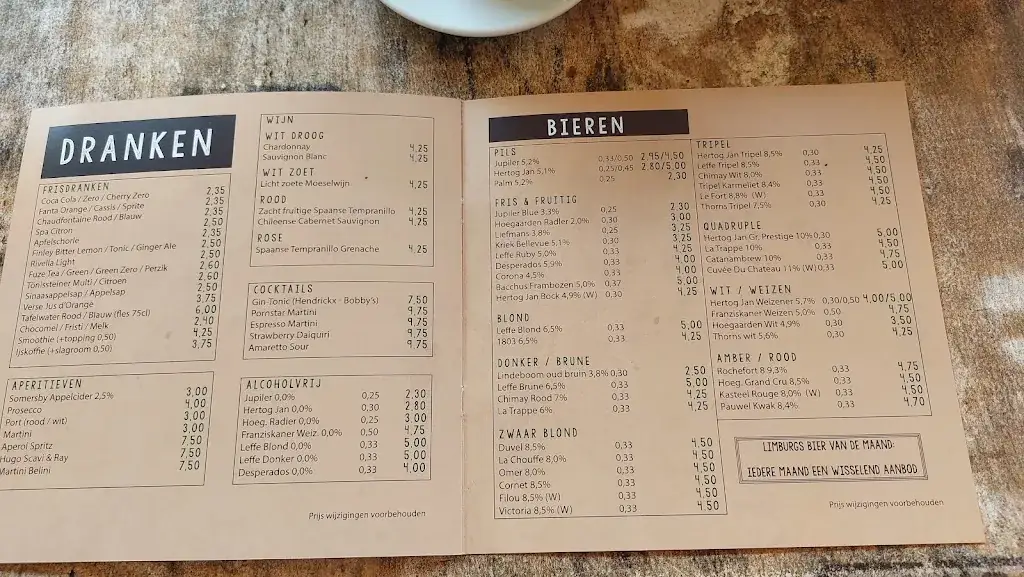 DRANKEN
FRISDRANKEN
Coca Cola / Zero / Cherry Zero 2,35
Fanta Orange / Cassis / Sprite 2,35
Chaudfontaine Rood / Blauw 2,35
Spa Citron 2,50
Apfelschorle 2,35
Finley Bitter Lemon / Tonic / Ginger Ale 2,50
Rivella Light 2,50
Fuze Tea / Green / Green Zero / Perzik 2,60
Tönissteiner Multi / Citroen 2,60
Sinaasappelsap / Appelsap 2,50
Verse Jus d'Orange 3,75
Tafelwater Rood / Blauw (fles 75cl) 6,00
Chocomel / Fristi / Melk 2,40
Smoothie (+topping 0,50) 4,25
Ijskoffie (+slagroom 0,50) 3,75
APERITIEVEN
Somersby Appelcider 2,5% 3,00
Prosecco 4,00
Port (rood / wit) 3,00
Martini 3,00
Aperol Spritz 7,50
Hugo Scavi & Ray 7,50
Martini Belini 7,50
WIJN
WIT DROOG
Chardonnay 4,25
Sauvignon Blanc 4,25
WIT ZOET
Licht zoete Moeselwijn 4,25
ROOD
Zacht fruitige Spaanse Tempranillo 4,25
Chileense Cabernet Sauvignon 4,25
ROSE
Spaanse Tempranillo Grenache 4,25
COCKTAILS
Gin-Tonic (Hendrickx - Bobby's) 7,50
Pornstar Martini 9,75
Espresso Martini 9,75
Strawberry Daiquiri 9,75
Amaretto Sour 9,75
ALCOHOLVRIJ
Jupiler 0,0% 0,25 2,30
Hertog Jan 0,0% 0,30 2,80
Hoeg. Radler 0,0% 0,25 3,00
Franziskaner Weiz. 0,0% 0,50 4,75
Leffe Blond 0,0% 0,33 5,00
Leffe Donker 0,0% 0,33 5,00
Desperados 0,0% 0,33 4,00
Prijs wijzigingen voorbehouden
BIEREN
PILS
Jupiler 5,2% 0,33/0,50 2,95/4,50
Hertog Jan 5,1% 0,25/0,45 2,80/5,00
Palm 5,2% 0,25 2,30
FRIS & FRUITIG
Jupiler Blue 3,3% 0,25 2,30
Hoegaarden Radler 2,0% 0,30 3,00
Liefmans 3,8% 0,25 3,25
Kriek Bellevue 5,1% 0,30 3,25
Leffe Ruby 5,0% 0,33 4,25
Desperados 5,9% 0,33 4,00
Corona 4,5% 0,33 4,00
Bacchus Frambozen 5,0% 0,37 5,00
Hertog Jan Bock 4,9% (W) 0,30 4,25
BLOND
Leffe Blond 6,5% 0,33 5,00
1803 6,5% 0,33 4,25
DONKER / BRUNE
Lindeboom oud bruin 3,8% 0,30 2,50
Leffe Brune 6,5% 0,33 5,00
Chimay Rood 7% 0,33 4,25
La Trappe 6% 0,33 4,25
ZWAAR BLOND
Duvel 8,5% 0,33 4,50
La Chouffe 8,0% 0,33 4,50
Omer 8,0% 0,33 4,50
Cornet 8,5% 0,33 4,50
Filou 8,5% (W) 0,33 4,50
Victoria 8,5% (W) 0,33 4,50
TRIPEL
Hertog Jan Tripel 8,5% 0,30 4,25
Leffe Tripel 8,5% 0,33 4,50
Chimay Wit 8,0% 0,33 4,50
Tripel Karmeliet 8,4% 0,33 4,50
Le Fort 8,8% (W) 0,33 4,50
Thorns Tripel 7,5% 0,30 4,50
QUADRUPLE
Hertog Jan Gr. Prestige 10% 0,30 5,00
La Trappe 10% 0,33 4,50
Catarambrew 10% 0,33 4,75
Cuvée Du Chateau 11% (W) 0,33 5,00
WIT / WEIZEN
Hertog Jan Weizener 5,7% 0,30/0,50 4,00/5,00
Franziskaner Weizen 5,0% 0,50 4,75
Hoegaarden Wit 4,9% 0,30 3,50
Thorns wit 5,6% 0,30 4,25
AMBER / ROOD
Rochefort 8 9,3% 0,33 4,75
Hoeg. Grand Cru 8,5% 0,33 4,50
Kasteel Rouge 8,0% (W) 0,33 4,50
Pauwel Kwak 8,4% 0,33 4,70
LIMBURGS BIER VAN DE MAAND:
IEDERE MAAND EEN WISSELEND AANBOD
Prijs wijzigingen voorbehouden